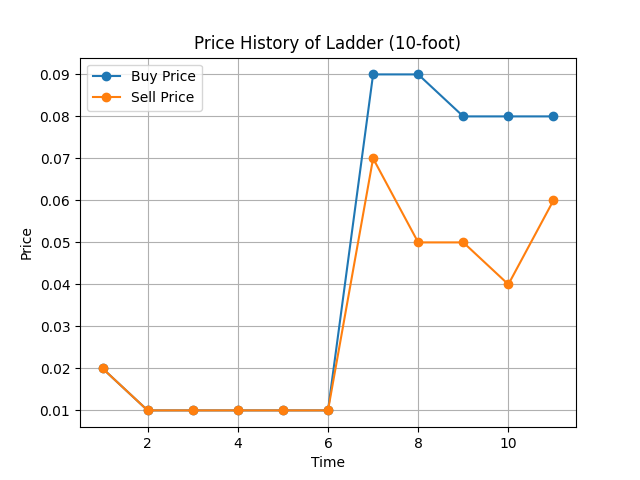 Price History of Ladder (10-foot)
Buy Price
Sell Price
0.09
0.08
0.07
0.06
0.05
0.04
0.03
0.02
0.01
Price
2 4 6 8 10
Time